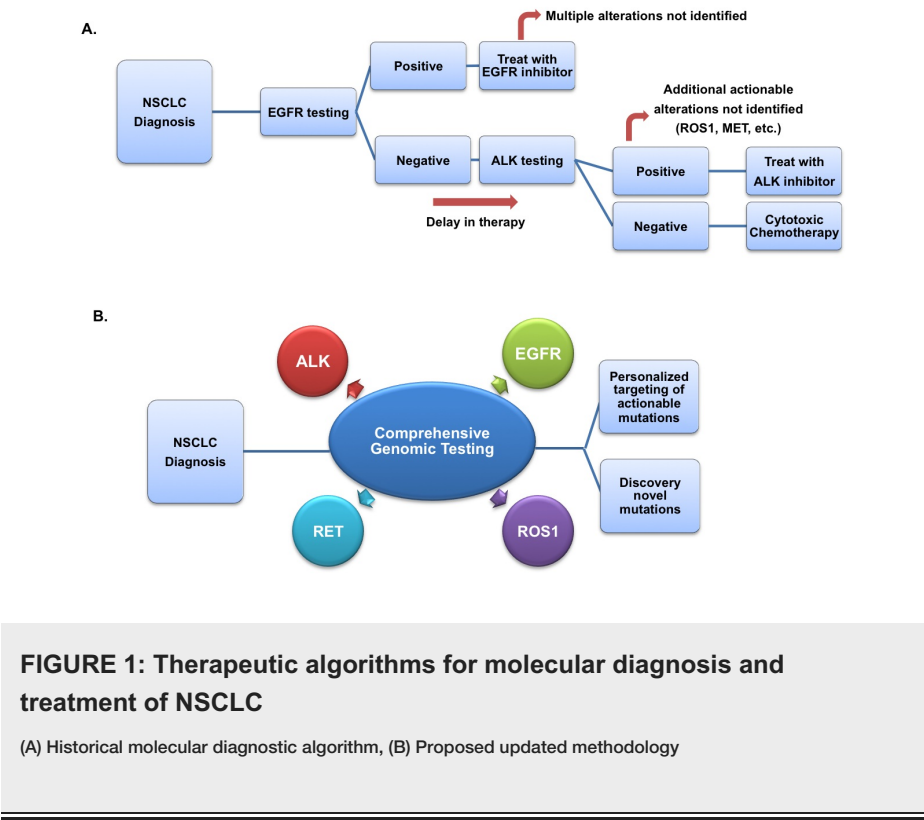 A.
Multiple alterations not identified
NSCLC
Diagnosis
EGFR testing
Positive
Treat with
EGFR inhibitor
Negative
ALK testing
Delay in therapy
Additional actionable
alterations not identified
(ROS1, MET, etc.)
Positive
Treat with
ALK inhibitor
Negative
Cytotoxic
Chemotherapy
B.
NSCLC
Diagnosis
ALK
EGFR
Comprehensive
Genomic Testing
RET
ROS1
Personalized
targeting of
actionable
mutations
Discovery
novel
mutations
FIGURE 1: Therapeutic algorithms for molecular diagnosis and
treatment of NSCLC
(A) Historical molecular diagnostic algorithm, (B) Proposed updated methodology